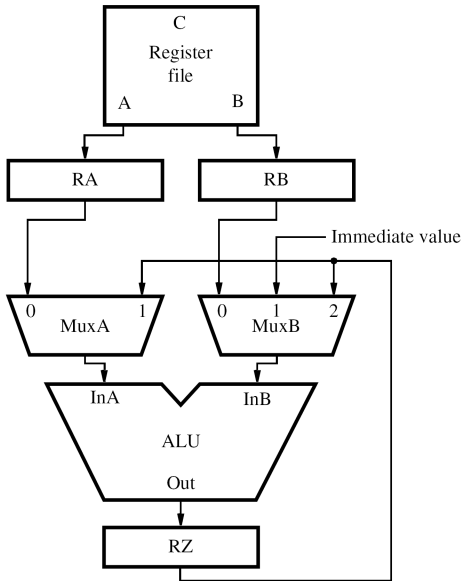 C
Register
file
A B
RA RB
Immediate value
0 1 0 1 2
MuxA MuxB
InA InB
ALU
Out
RZ